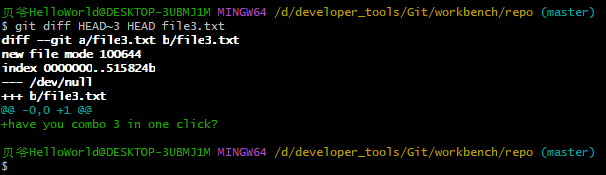 贝爷HelloWorld@DESKTOP-3UBMJ1M MINGW64 /d/developer_tools/Git/workbench/repo (master)
$ git diff HEAD~3 HEAD file3.txt
diff --git a/file3.txt b/file3.txt
new file mode 100644
index 0000000..515824b
--- /dev/null
+++ b/file3.txt
@@ -0,0 +1 @@
+have you combo 3 in one click?
贝爷HelloWorld@DESKTOP-3UBMJ1M MINGW64 /d/developer_tools/Git/workbench/repo (master)
$